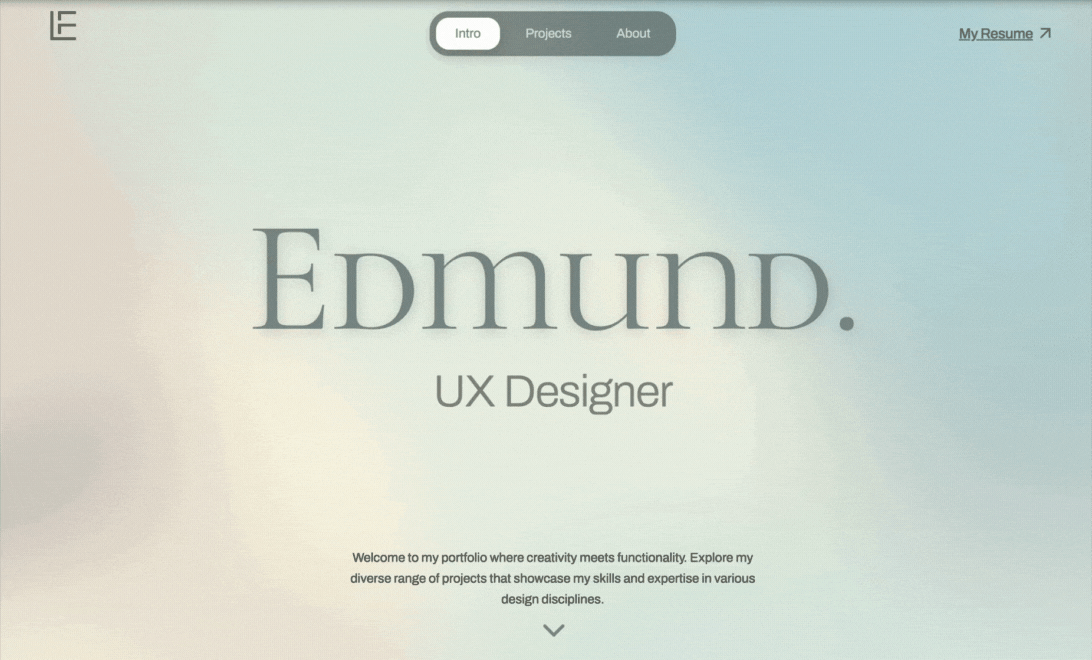 Intro
Projects
About
My Resume
Edmund.
UX Designer
Welcome to my portfolio where creativity meets functionality. Explore my
diverse range of projects that showcase my skills and expertise in various
design disciplines.